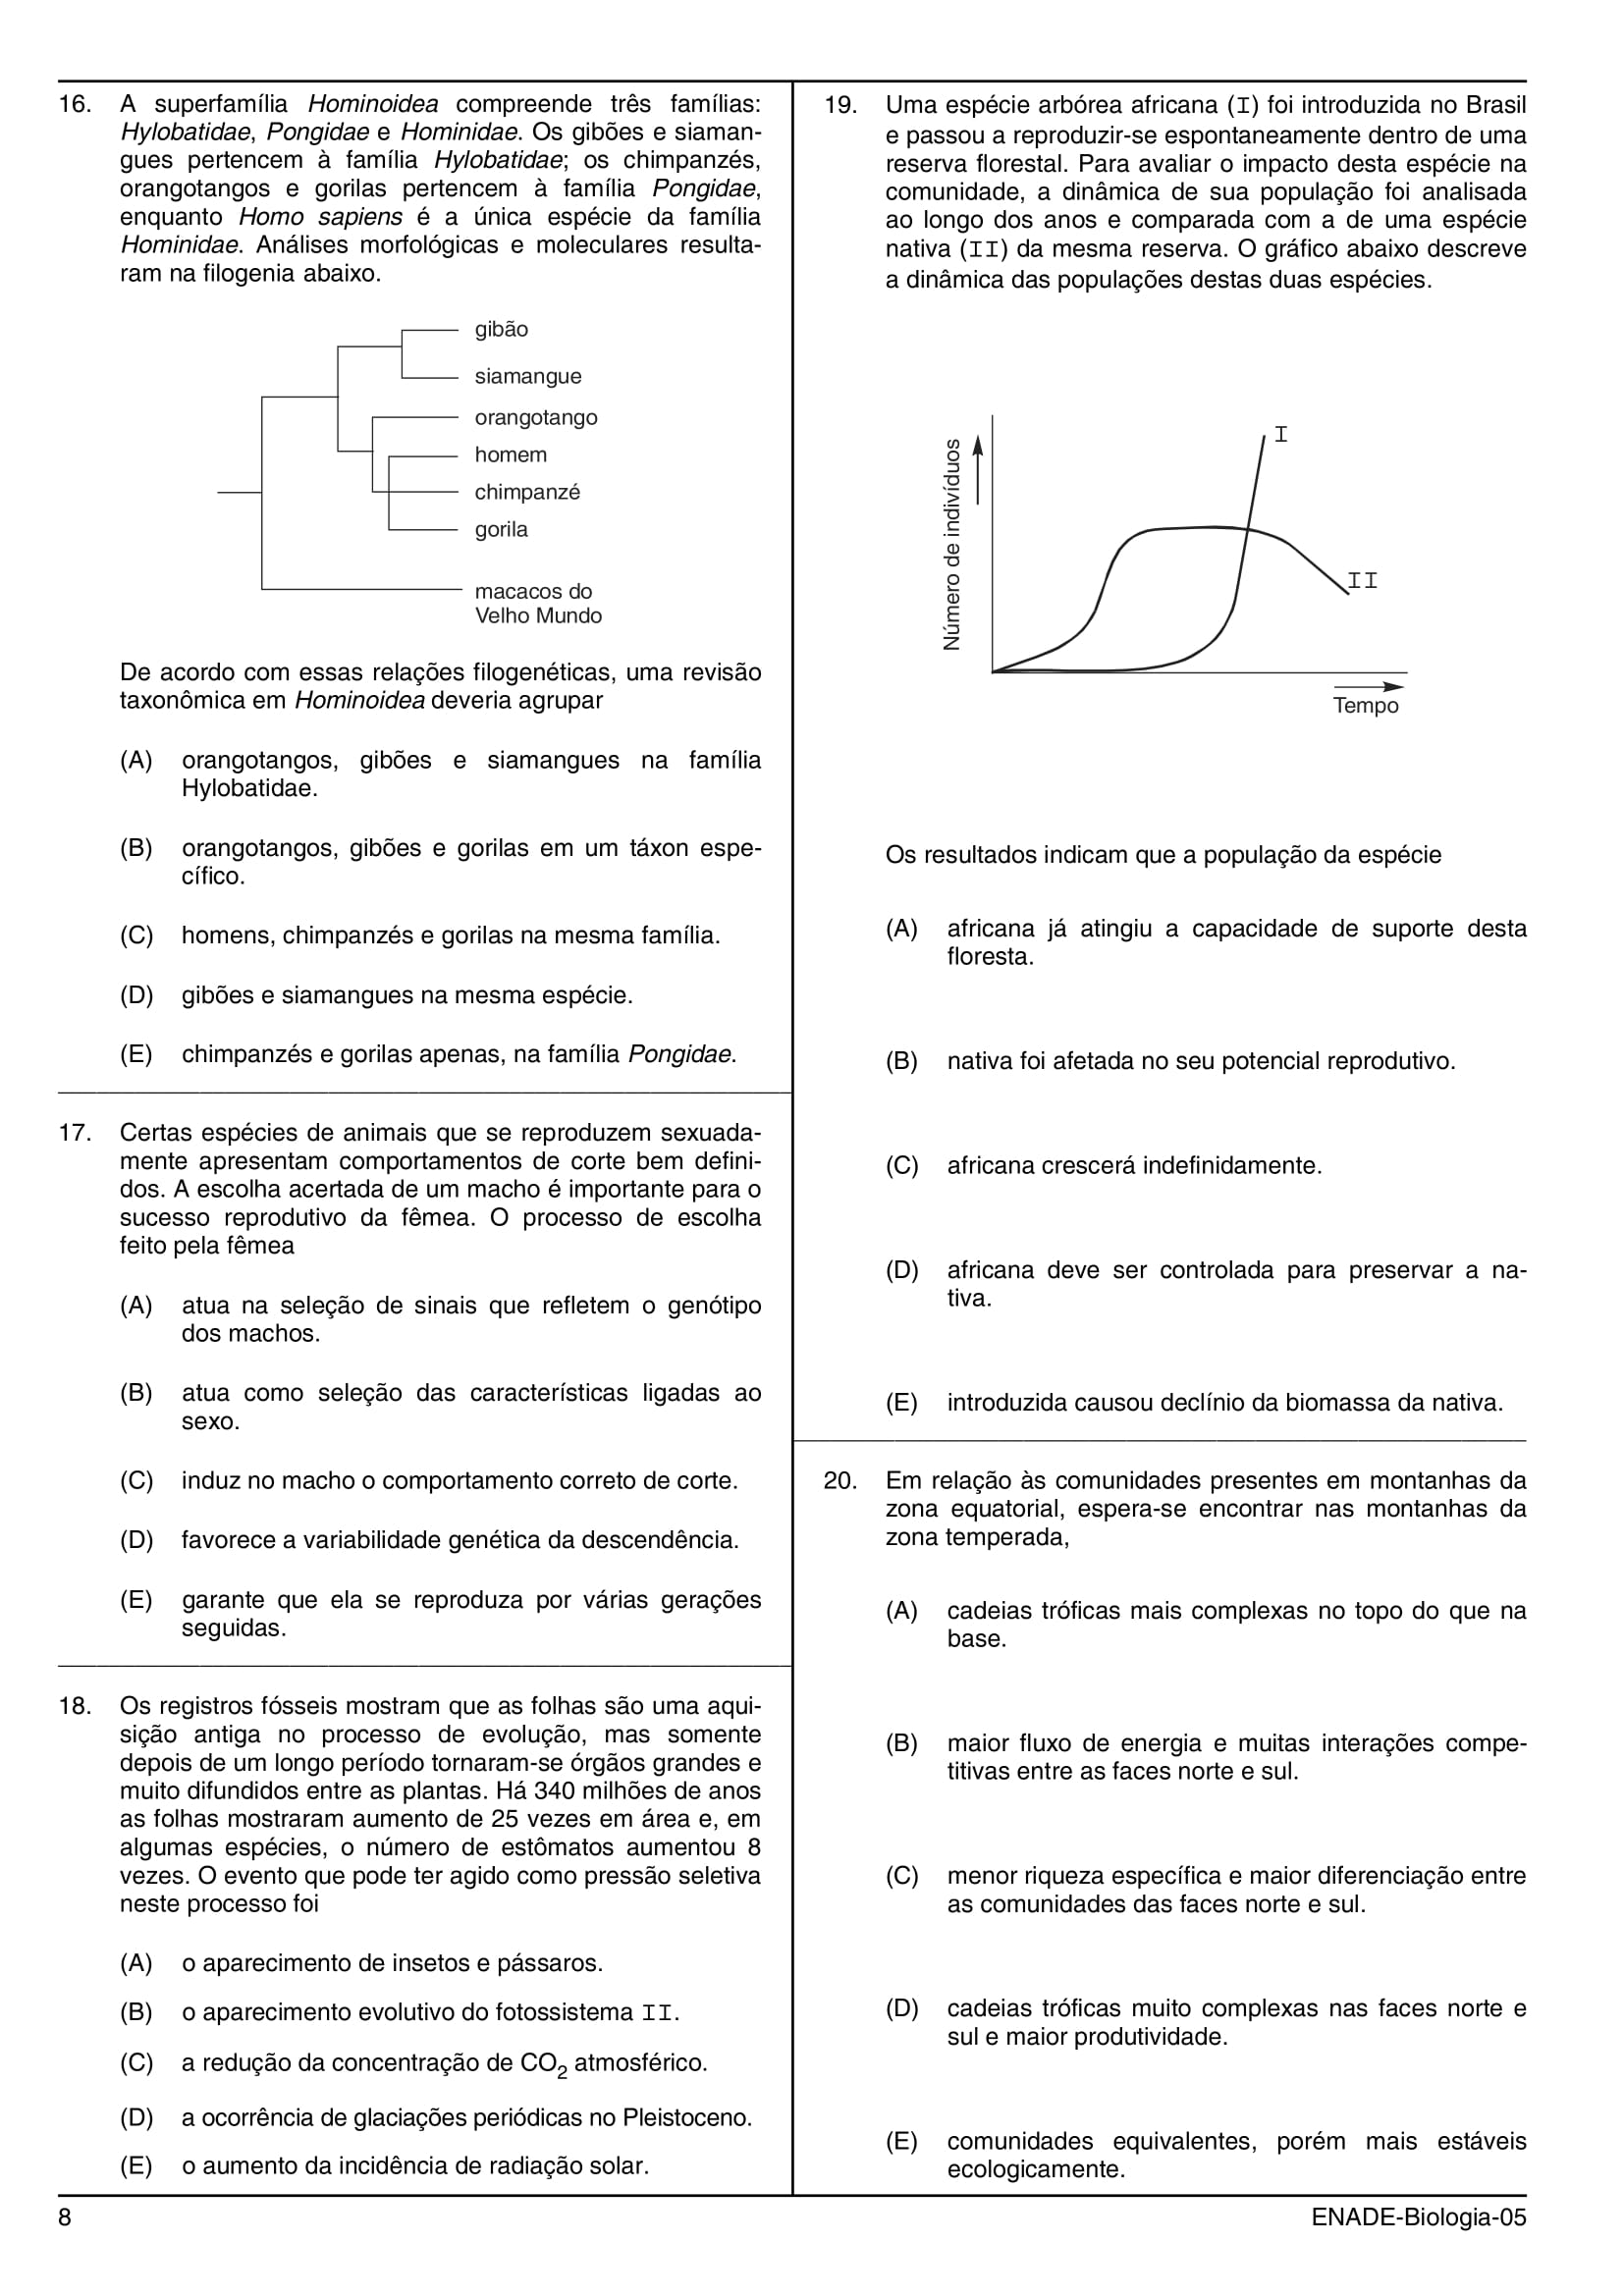 16. A superfamília Hominoidea compreende três famílias:
Hylobatidae, Pongidae e Hominidae. Os gibões e siaman-
gues pertencem à família Hylobatidae; os chimpanzés,
orangotangos e gorilas pertencem à família Pongidae,
enquanto Homo sapiens é a única espécie da família
Hominidae. Análises morfológicas e moleculares resulta-
ram na filogenia abaixo.
gibão
siamangue
orangotango
homem
chimpanzé
gorila
macacos do
Velho Mundo
De acordo com essas relações filogenéticas, uma revisão
taxonômica em Hominoidea deveria agrupar
(A) orangotangos, gibões e siamangues na família
Hylobatidae.
(B) orangotangos, gibões e gorilas em um táxon espe-
cífico.
(C) homens, chimpanzés e gorilas na mesma família.
(D) gibões e siamangues na mesma espécie.
(E) chimpanzés e gorilas apenas, na família Pongidae.
17. Certas espécies de animais que se reproduzem sexuada-
mente apresentam comportamentos de corte bem defini-
dos. A escolha acertada de um macho é importante para o
sucesso reprodutivo da fêmea. O processo de escolha
feito pela fêmea
(A) atua na seleção de sinais que refletem o genótipo
dos machos.
(B) atua como seleção das características ligadas ao
sexo.
(C) induz no macho o comportamento correto de corte.
(D) favorece a variabilidade genética da descendência.
(E) garante que ela se reproduza por várias gerações
seguidas.
18. Os registros fósseis mostram que as folhas são uma aqui-
sição antiga no processo de evolução, mas somente
depois de um longo período tornaram-se órgãos grandes e
muito difundidos entre as plantas. Há 340 milhões de anos
as folhas mostraram aumento de 25 vezes em área e, em
algumas espécies, o número de estômatos aumentou 8
vezes. O evento que pode ter agido como pressão seletiva
neste processo foi
(A) o aparecimento de insetos e pássaros.
(B) o aparecimento evolutivo do fotossistema II.
(C) a redução da concentração de CO2 atmosférico.
(D) a ocorrência de glaciações periódicas no Pleistoceno.
(E) o aumento da incidência de radiação solar.
19. Uma espécie arbórea africana (I) foi introduzida no Brasil
e passou a reproduzir-se espontaneamente dentro de uma
reserva florestal. Para avaliar o impacto desta espécie na
comunidade, a dinâmica de sua população foi analisada
ao longo dos anos e comparada com a de uma espécie
nativa (II) da mesma reserva. O gráfico abaixo descreve
a dinâmica das populações destas duas espécies.
Número de indivíduos
I
II
Tempo
Os resultados indicam que a população da espécie
(A) africana já atingiu a capacidade de suporte desta
floresta.
(B) nativa foi afetada no seu potencial reprodutivo.
(C) africana crescerá indefinidamente.
(D) africana deve ser controlada para preservar a na-
tiva.
(E) introduzida causou declínio da biomassa da nativa.
20. Em relação às comunidades presentes em montanhas da
zona equatorial, espera-se encontrar nas montanhas da
zona temperada,
(A) cadeias tróficas mais complexas no topo do que na
base.
(B) maior fluxo de energia e muitas interações compe-
titivas entre as faces norte e sul.
(C) menor riqueza específica e maior diferenciação entre
as comunidades das faces norte e sul.
(D) cadeias tróficas muito complexas nas faces norte e
sul e maior produtividade.
(E) comunidades equivalentes, porém mais estáveis
ecologicamente.
8
ENADE-Biologia-05